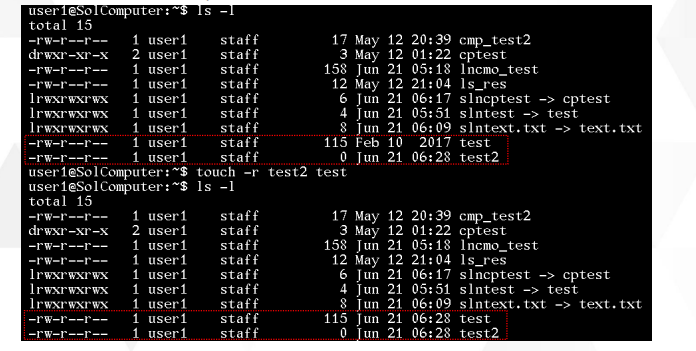 user1@SolComputer:~$ ls -l
total 15
-rw-r--r-- 1 user1 staff 17 May 12 20:39 cmp_test2
drwxr-xr-x 2 user1 staff 3 May 12 01:22 cptest
-rw-r--r-- 1 user1 staff 158 Jun 21 05:18 lncmo_test
-rw-r--r-- 1 user1 staff 12 May 12 21:04 ls_res
lrwxrwxrwx 1 user1 staff 6 Jun 21 06:17 slncptest -> cptest
lrwxrwxrwx 1 user1 staff 4 Jun 21 05:51 slntest -> test
lrwxrwxrwx 1 user1 staff 8 Jun 21 06:09 slntext.txt -> text.txt
-rw-r--r-- 1 user1 staff 115 Feb 10 2017 test
-rw-r--r-- 1 user1 staff 0 Jun 21 06:28 test2
user1@SolComputer:~$ touch -r test2 test
user1@SolComputer:~$ ls -l
total 15
-rw-r--r-- 1 user1 staff 17 May 12 20:39 cmp_test2
drwxr-xr-x 2 user1 staff 3 May 12 01:22 cptest
-rw-r--r-- 1 user1 staff 158 Jun 21 05:18 lncmo_test
-rw-r--r-- 1 user1 staff 12 May 12 21:04 ls_res
lrwxrwxrwx 1 user1 staff 6 Jun 21 06:17 slncptest -> cptest
lrwxrwxrwx 1 user1 staff 4 Jun 21 05:51 slntest -> test
lrwxrwxrwx 1 user1 staff 8 Jun 21 06:09 slntext.txt -> text.txt
-rw-r--r-- 1 user1 staff 115 Jun 21 06:28 test
-rw-r--r-- 1 user1 staff 0 Jun 21 06:28 test2